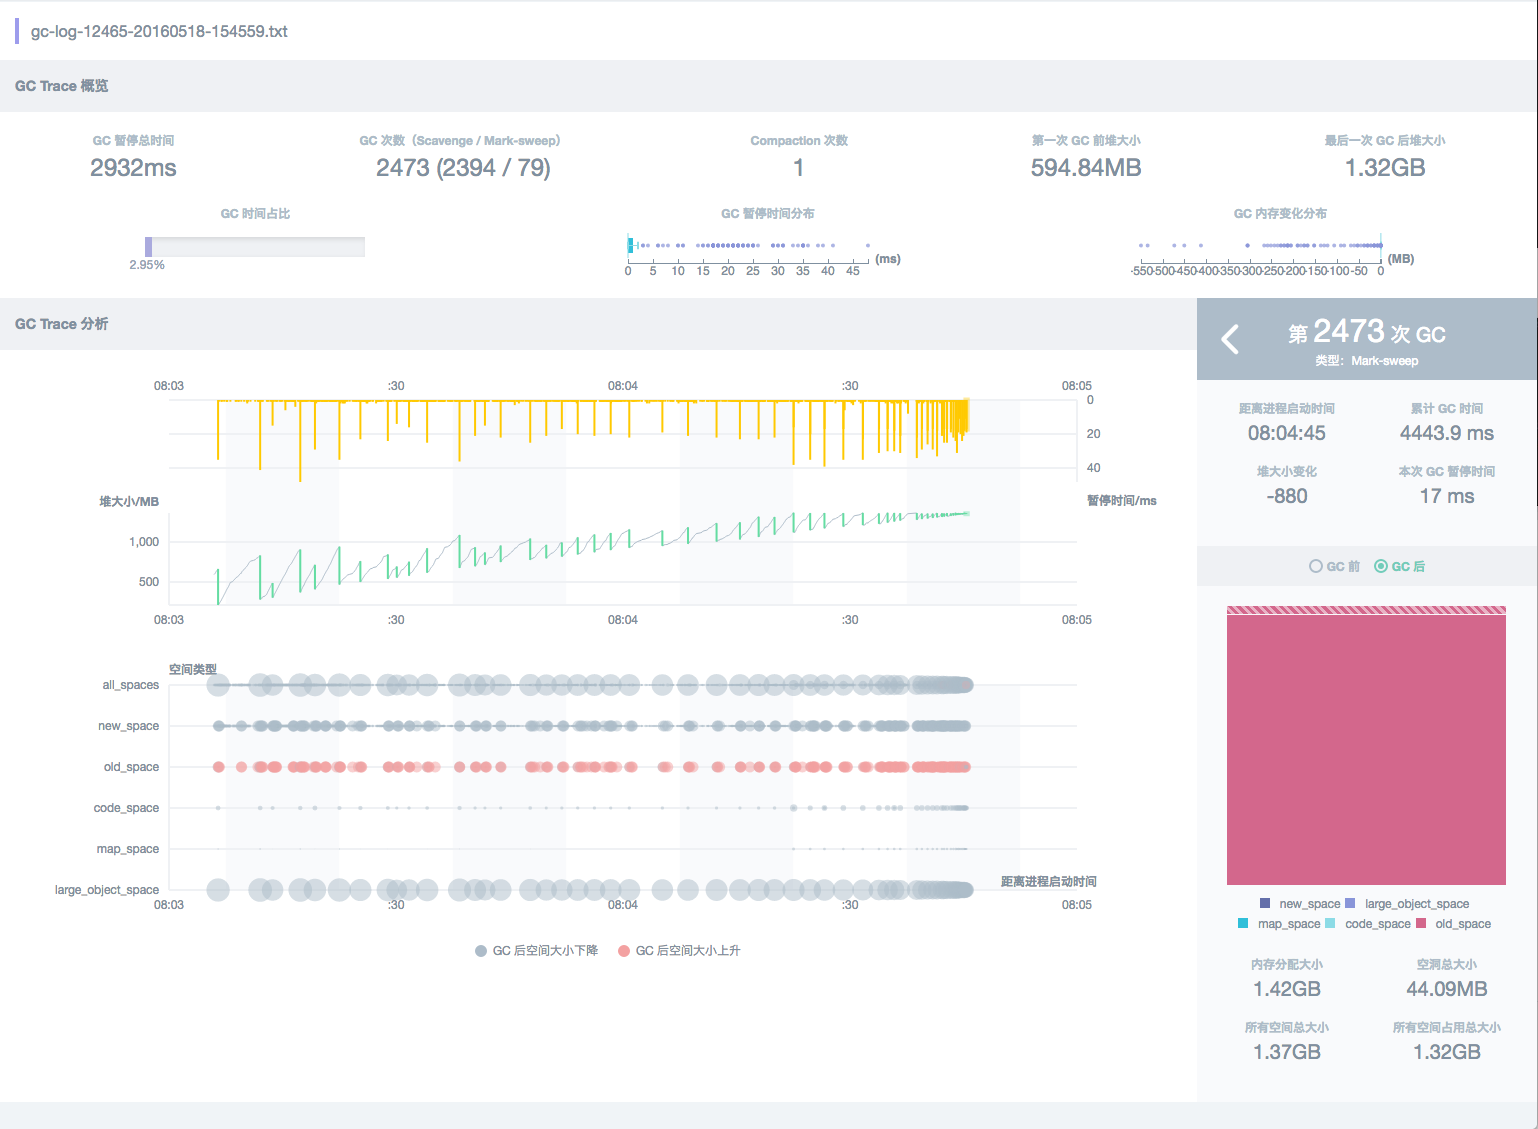 gc-log-12465-20160518-154559.txt
GC Trace 概览
GC 暂停总时间
2932ms
GC 次数（Scavenge / Mark-sweep）
2473 (2394 / 79)
Compaction 次数
1
第一次 GC 前堆大小
594.84MB
最后一次 GC 后堆大小
1.32GB
GC 时间占比
2.95%
GC 暂停时间分布
0 5 10 15 20 25 30 35 40 45 (ms)
GC 内存变化分布
-550 -500 -450 -400 -350 -300 -250 -200 -150 -100 -50 0 (MB)
GC Trace 分析
08:03 :30 08:04 :30 08:05
0
20
40
堆大小/MB
暂停时间/ms
1,000
500
08:03 :30 08:04 :30 08:05
空间类型
all_spaces
new_space
old_space
code_space
map_space
large_object_space
距离进程启动时间
08:03 :30 08:04 :30 08:05
GC 后空间大小下降 GC 后空间大小上升
第 2473 次 GC
类型：Mark-sweep
距离进程启动时间
08:04:45
累计 GC 时间
4443.9 ms
堆大小变化
-880
本次 GC 暂停时间
17 ms
GC 前 GC 后
new_space large_object_space
map_space code_space old_space
内存分配大小
1.42GB
空洞总大小
44.09MB
所有空间总大小
1.37GB
所有空间占用总大小
1.32GB